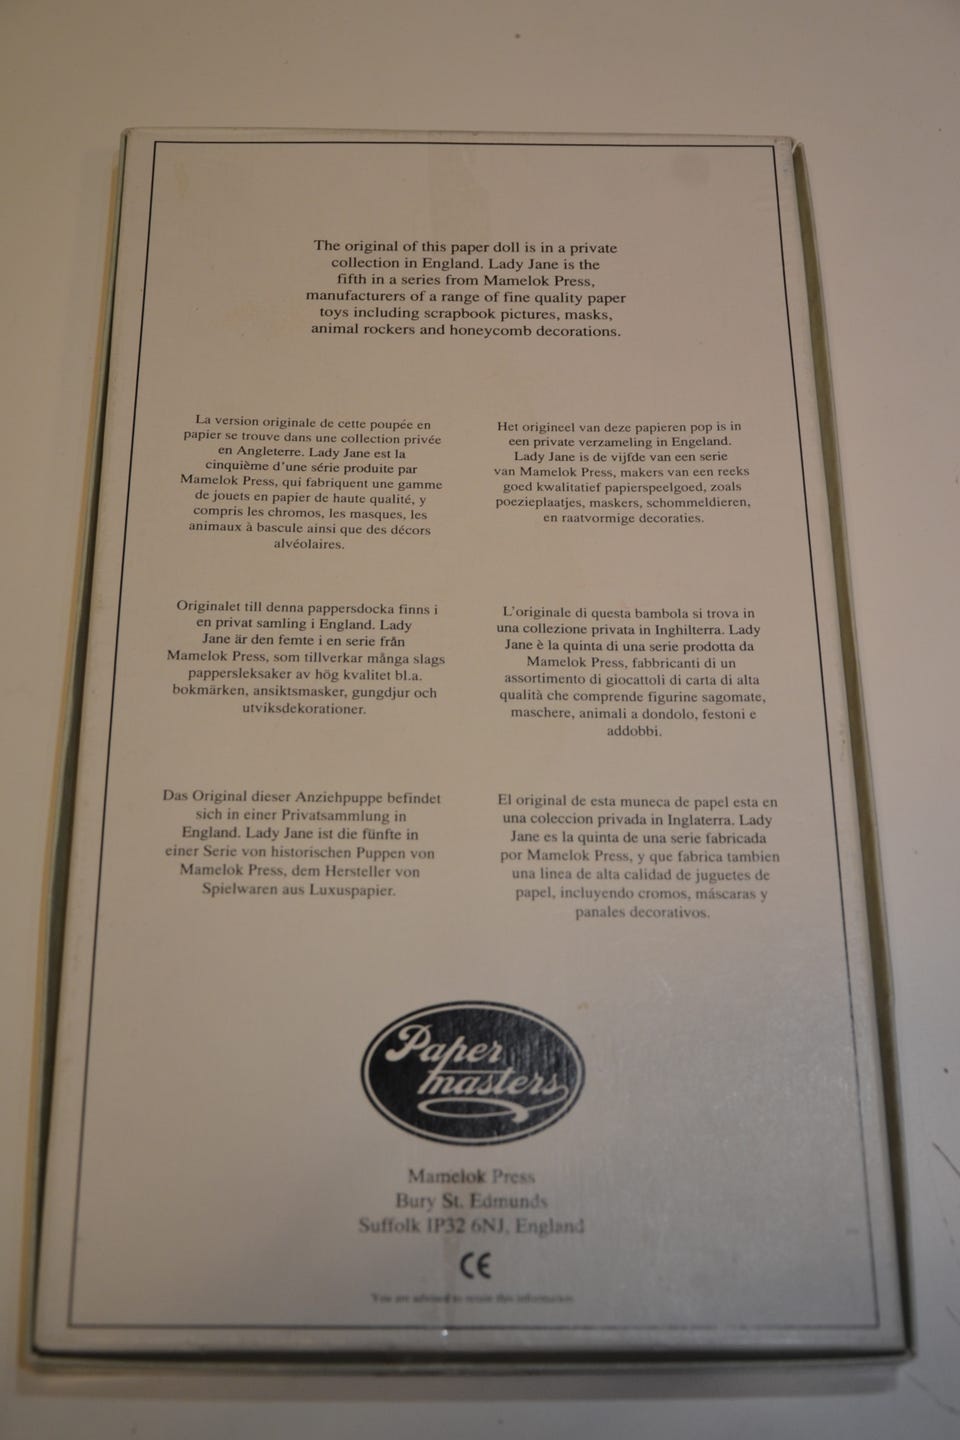 The original of this paper doll is in a private
collection in England. Lady Jane is the
fifth in a series from Mamelok Press,
manufacturers of a range of fine quality paper
toys including scrapbook pictures, masks,
animal rockers and honeycomb decorations.
La version originale de cette poupée en
papier se trouve dans une collection privée
en Angleterre. Lady Jane est la
cinquième d'une série produite par
Mamelok Press, qui fabriquent une gamme
de jouets en papier de haute qualité, y
compris les chromos, les masques, les
animaux à bascule ainsi que des décors
alvéolaires.
Het origineel van deze papieren pop is in
een private verzameling in Engeland.
Lady Jane is de vijfde van een serie
van Mamelok Press, makers van een reeks
goed kwalitatief papierspeelgoed, zoals
poezieplaatjes, maskers, schommeldieren,
en raatvormige decoraties.
Originalet till denna pappersdocka finns i
en privat samling i England. Lady
Jane är den femte i en serie från
Mamelok Press, som tillverkar många slags
pappersleksaker av hög kvalitet bl.a.
bokmärken, ansiktsmasker, gungdjur och
utviksdekorationer.
L'originale di questa bambola si trova in
una collezione privata in Inghilterra. Lady
Jane è la quinta di una serie prodotta da
Mamelok Press, fabbricanti di un
assortimento di giocattoli di carta di alta
qualità che comprende figurine sagomate,
maschere, animali a dondolo, festoni e
addobbi.
Das Original dieser Anziehpuppe befindet
sich in einer Privatsammlung in
England. Lady Jane ist die fünfte in
einer Serie von historischen Puppen von
Mamelok Press, dem Hersteller von
Spielwaren aus Luxuspapier.
El original de esta muneca de papel esta en
una coleccion privada in Inglaterra. Lady
Jane es la quinta de una serie fabricada
por Mamelok Press, y que fabrica tambien
una linea de alta calidad de juguetes de
papel, incluyendo cromos, máscaras y
panales decorativos.
Paper
masters
Mamelok Press
Bury St. Edmunds
Suffolk IP32 6NJ, England
CE
You are advised to retain this information